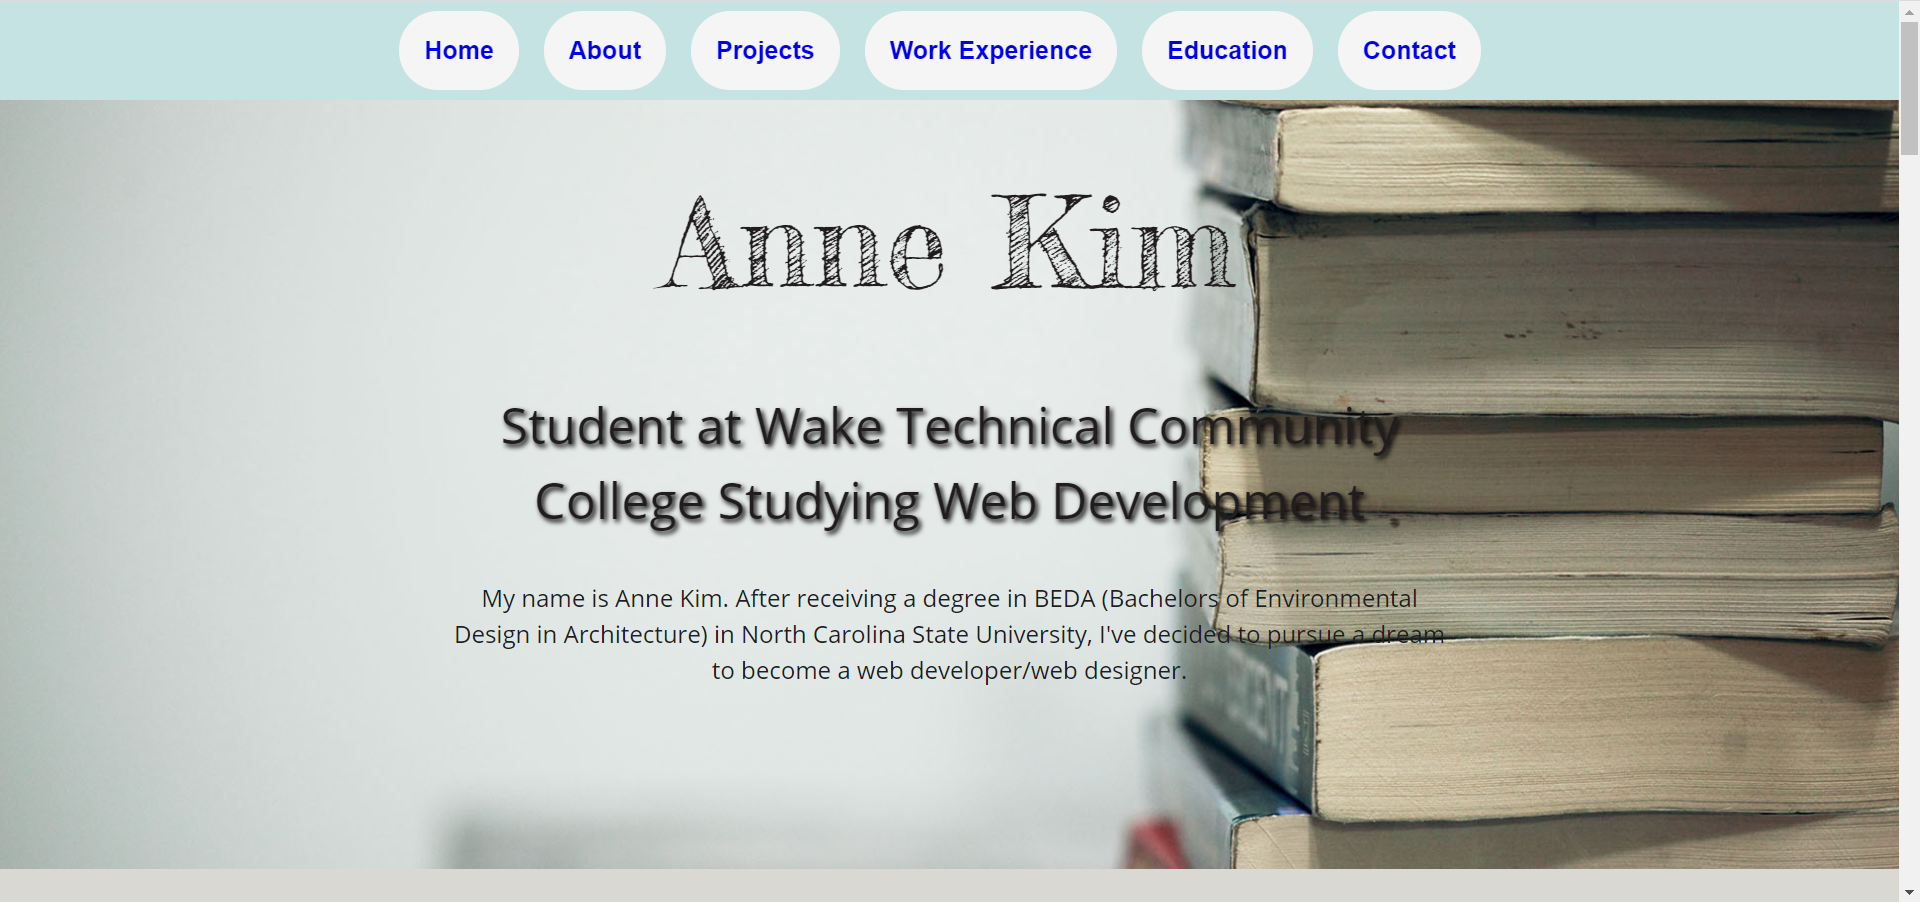 Home About Projects Work Experience Education Contact
Anne Kim
Student at Wake Technical Community
College Studying Web Development
My name is Anne Kim. After receiving a degree in BEDA (Bachelors of Environmental
Design in Architecture) in North Carolina State University, I've decided to pursue a dream
to become a web developer/web designer.